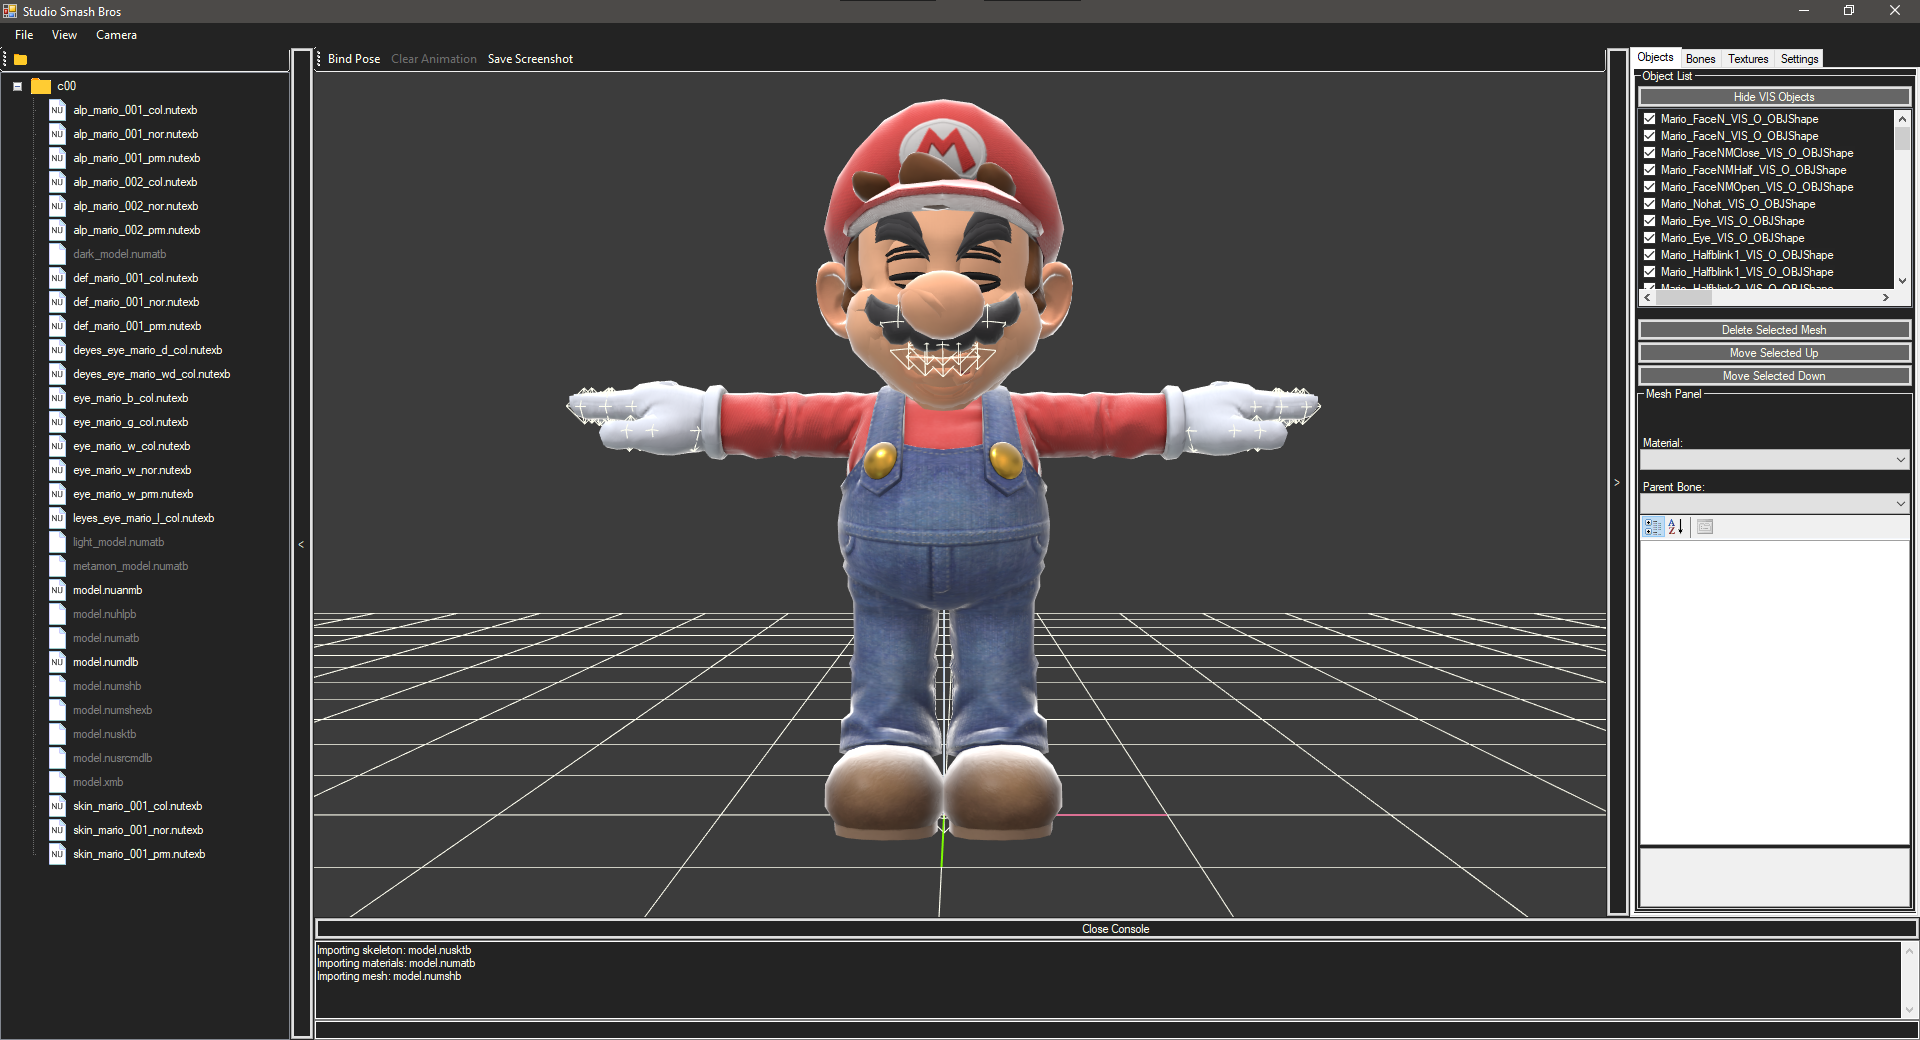 Studio Smash Bros
File View Camera
Bind Pose Clear Animation Save Screenshot
c00
alp_mario_001_col.nutexb
alp_mario_001_nor.nutexb
alp_mario_001_prm.nutexb
alp_mario_002_col.nutexb
alp_mario_002_nor.nutexb
alp_mario_002_prm.nutexb
dark_model.numatb
def_mario_001_col.nutexb
def_mario_001_nor.nutexb
def_mario_001_prm.nutexb
deyes_eye_mario_d_col.nutexb
deyes_eye_mario_wd_col.nutexb
eye_mario_b_col.nutexb
eye_mario_g_col.nutexb
eye_mario_w_col.nutexb
eye_mario_w_nor.nutexb
eye_mario_w_prm.nutexb
leyes_eye_mario_l_col.nutexb
light_model.numatb
metamon_model.numatb
model.nuanmb
model.nuhlpb
model.numatb
model.numdlb
model.numshb
model.numshexb
model.nusktb
model.nusrcmdlb
model.xmb
skin_mario_001_col.nutexb
skin_mario_001_nor.nutexb
skin_mario_001_prm.nutexb
M
Objects Bones Textures Settings
Object List
Hide VIS Objects
Mario_FaceN_VIS_O_OBJShape
Mario_FaceN_VIS_O_OBJShape
Mario_FaceNMClose_VIS_O_OBJShape
Mario_FaceNMHalf_VIS_O_OBJShape
Mario_FaceNMOpen_VIS_O_OBJShape
Mario_Nohat_VIS_O_OBJShape
Mario_Eye_VIS_O_OBJShape
Mario_Eye_VIS_O_OBJShape
Mario_Halfblink1_VIS_O_OBJShape
Mario_Halfblink1_VIS_O_OBJShape
Mario_Halfblink2_VIS_O_OBJShape
Delete Selected Mesh
Move Selected Up
Move Selected Down
Mesh Panel
Material:
Parent Bone:
Close Console
Importing skeleton: model.nusktb
Importing materials: model.numatb
Importing mesh: model.numshb